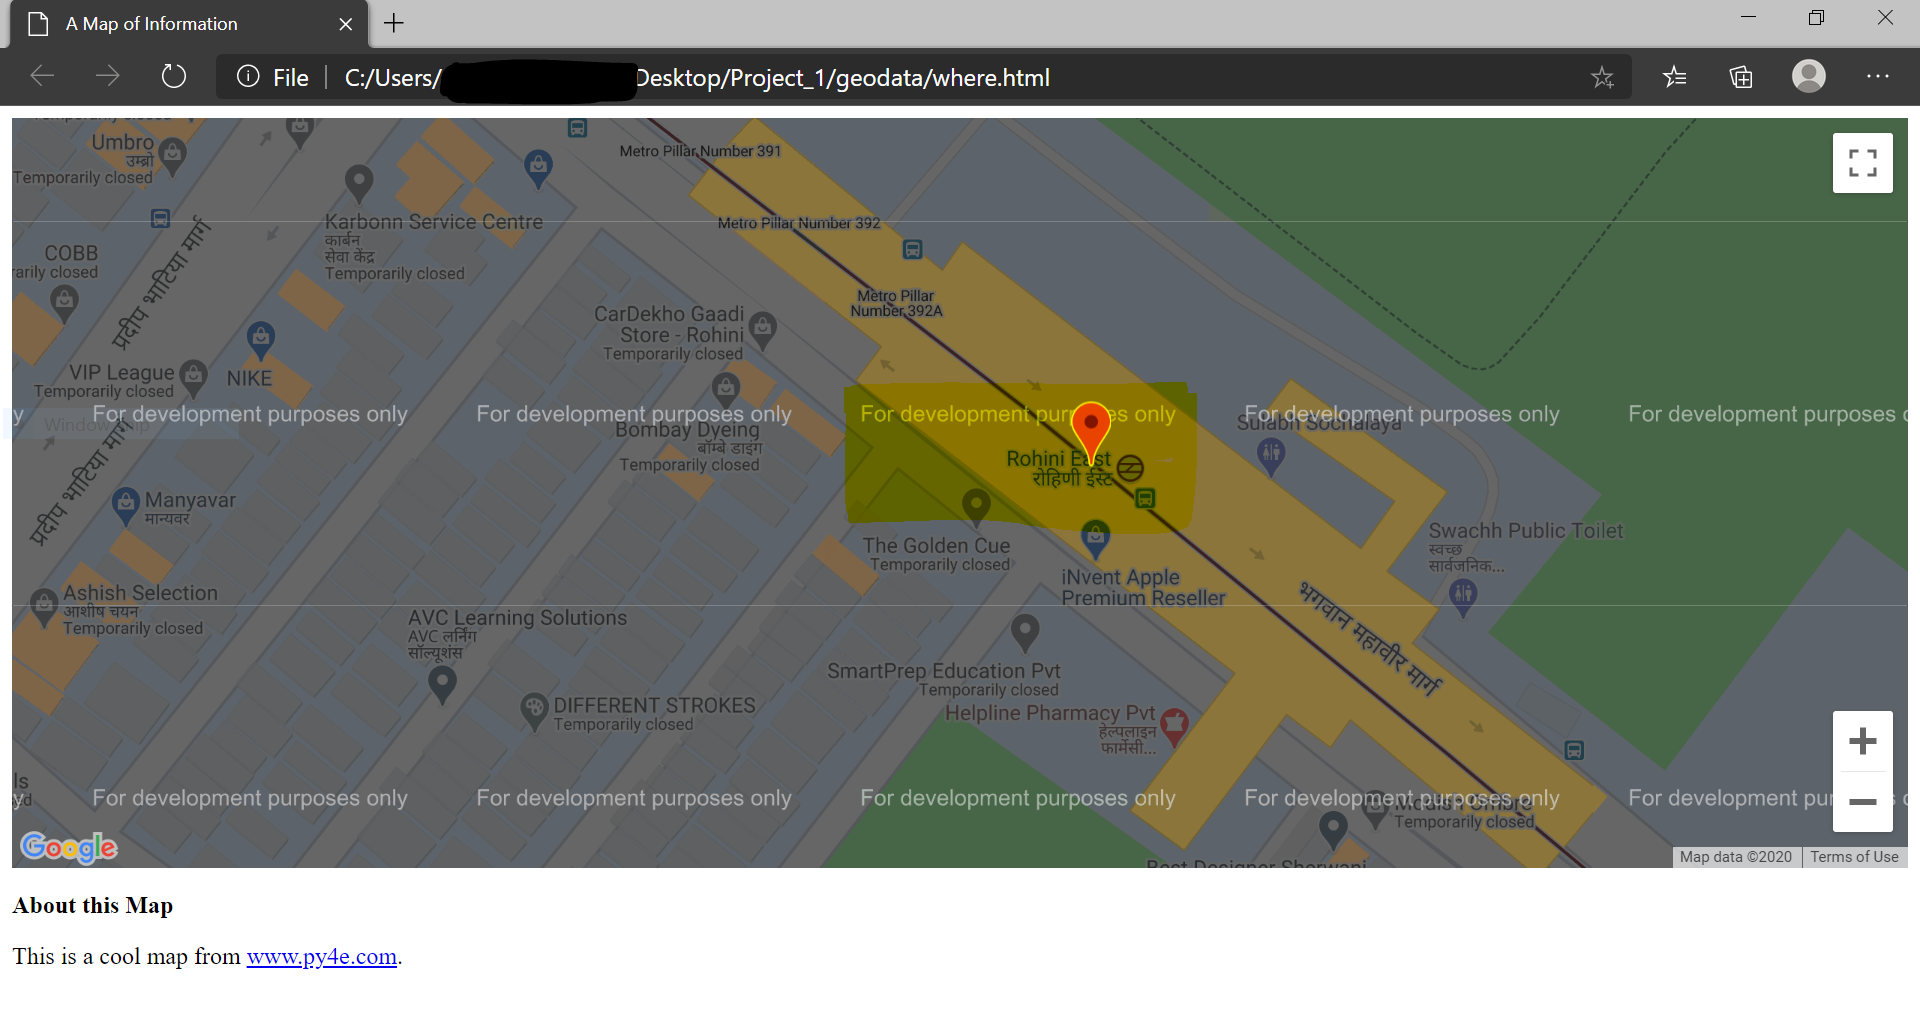 A Map of Information
File
C:/Users/
Desktop/Project_1/geodata/where.html
Umbro
उम्ब्रो
Temporarily closed
Metro Pillar Number 391
Karbonn Service Centre
कार्बन
सेवा केंद्र
Temporarily closed
Metro Pillar Number 392
COBB
rarily closed
प्रदीप भाटिया मार्ग
Metro Pillar
Number 392A
CarDekho Gaadi
Store - Rohini
Temporarily closed
VIP League
Temporarily closed
NIKE
y
For development purposes only
For development purposes only
For development purposes only
For development purposes only
For development purposes
Bombay Dyeing
बॉम्बे डाइंग
Temporarily closed
Sulabh Sochalaya
Rohini East
रोहिणी ईस्ट
प्रदीप भाटिया मार्ग
Manyavar
मान्यवर
Swachh Public Toilet
स्वच्छ
सार्वजनिक...
The Golden Cue
Temporarily closed
iNvent Apple
Premium Reseller
Ashish Selection
आशीष चयन
Temporarily closed
AVC Learning Solutions
AVC लर्निंग
सॉल्यूशंस
भगवान महावीर मार्ग
SmartPrep Education Pvt
Temporarily closed
DIFFERENT STROKES
Temporarily closed
Helpline Pharmacy Pvt
हेल्पलाइन
फार्मेसी...
ls
y
For development purposes only
For development purposes only
For development purposes only
For development purposes only
For development pur
Temporarily closed
Google
Best Designer Sherwani
Map data ©2020
Terms of Use
About this Map
This is a cool map from www.py4e.com.